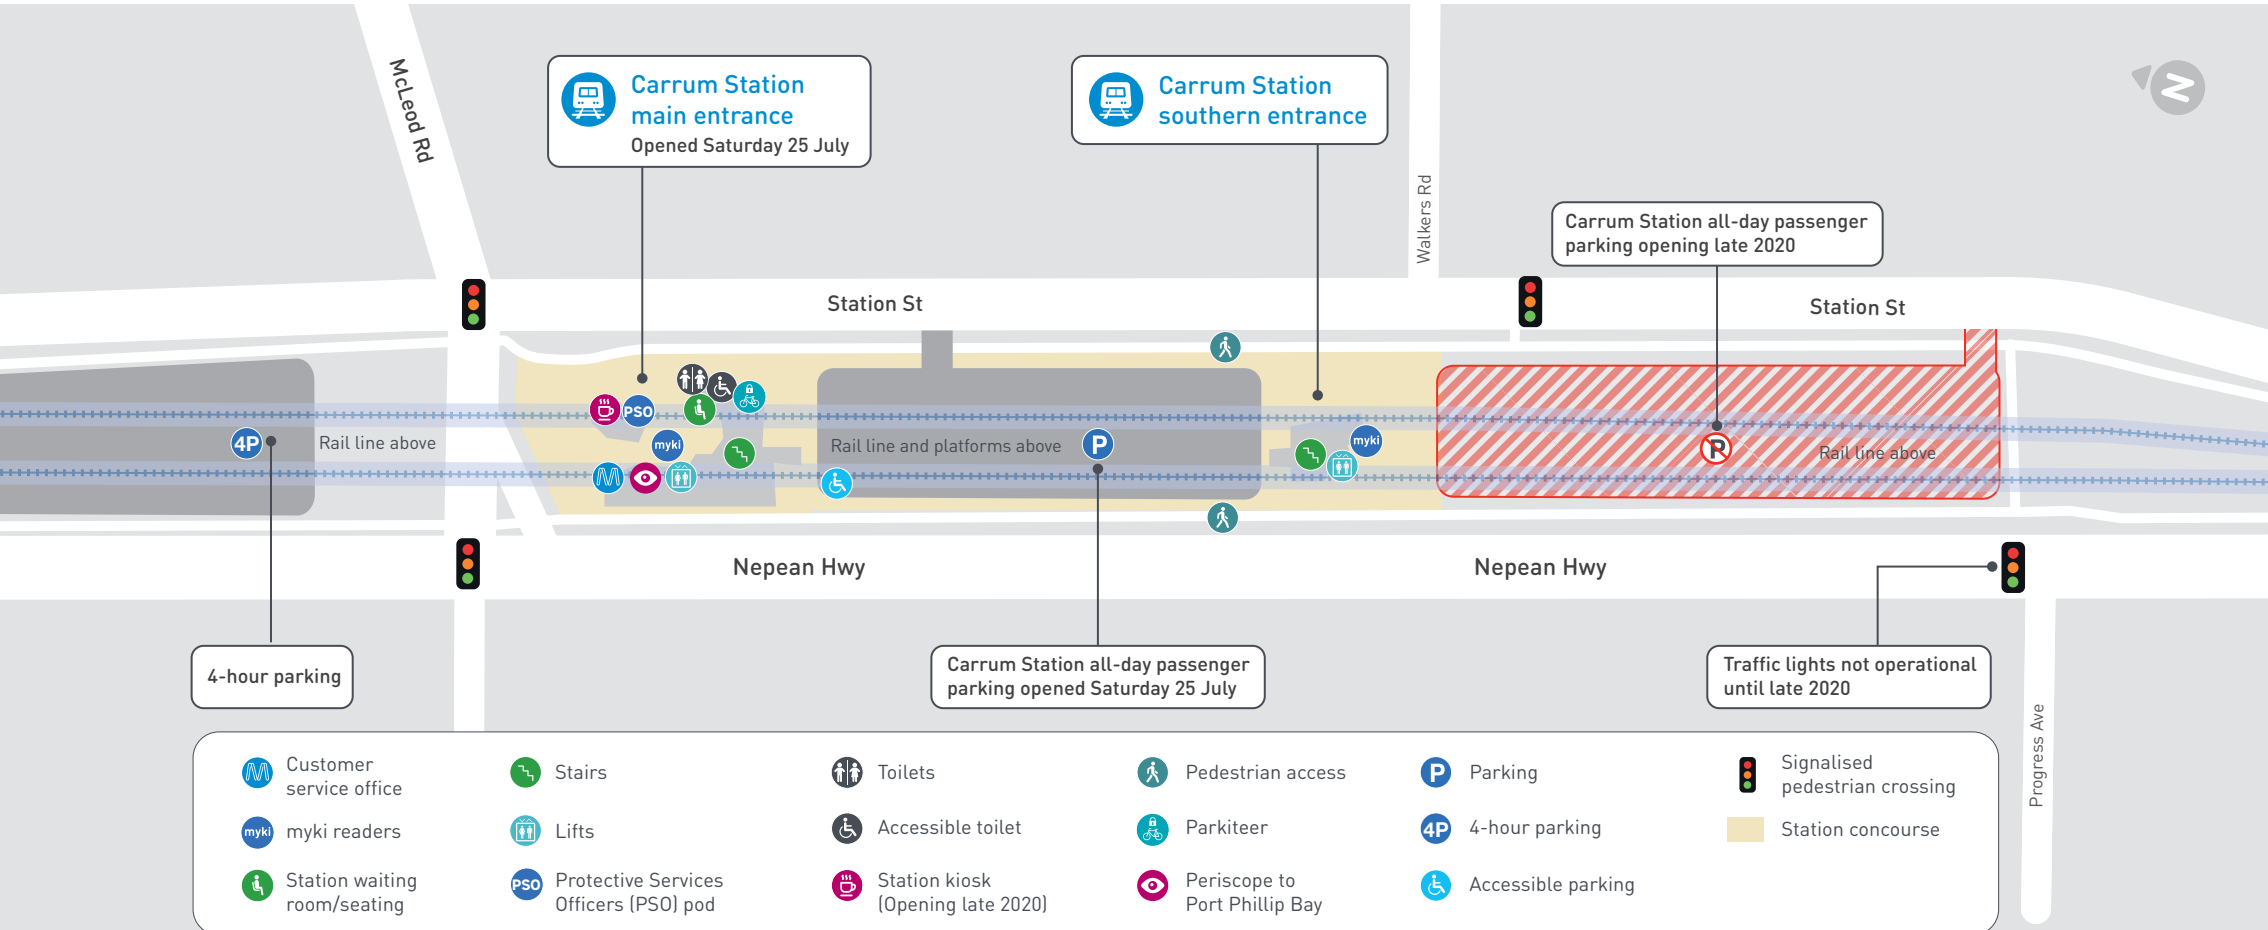 McLeod Rd
Carrum Station
main entrance
Opened Saturday 25 July
Carrum Station
southern entrance
N
Walkers Rd
Carrum Station all-day passenger
parking opening late 2020
Station St
Station St
PSO
myki
4P
Rail line above
Rail line and platforms above
P
myki
P
Rail line above
Nepean Hwy
Nepean Hwy
4-hour parking
Carrum Station all-day passenger
parking opened Saturday 25 July
Traffic lights not operational
until late 2020
Progress Ave
Customer
service office
myki
myki readers
Station waiting
room/seating
Stairs
Lifts
PSO
Protective Services
Officers (PSO) pod
Toilets
Accessible toilet
Station kiosk
(Opening late 2020)
Pedestrian access
Parkiteer
Periscope to
Port Phillip Bay
P
Parking
4P
4-hour parking
Accessible parking
Signalised
pedestrian crossing
Station concourse